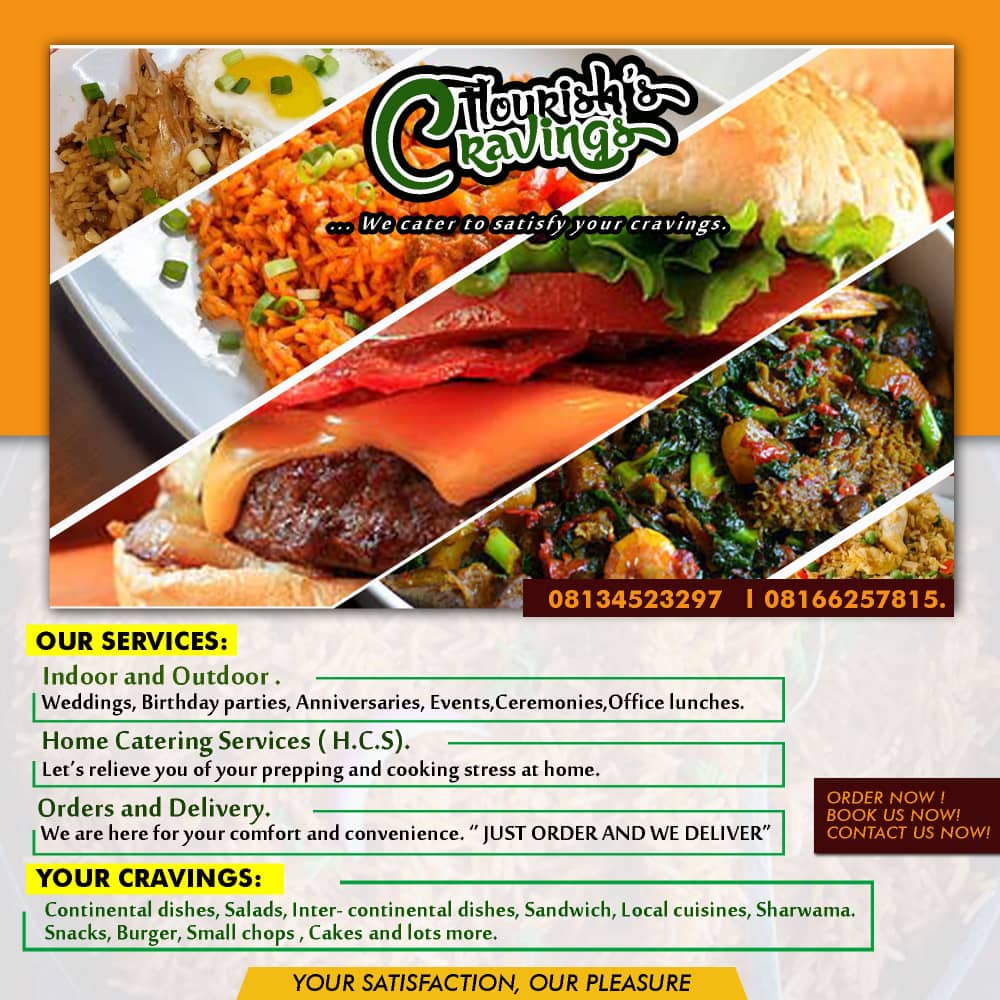 Flourish's
Cravings
... We cater to satisfy your cravings.
08134523297 | 08166257815.
OUR SERVICES:
Indoor and Outdoor .
Weddings, Birthday parties, Anniversaries, Events,Ceremonies,Office lunches.
Home Catering Services ( H.C.S).
Let's relieve you of your prepping and cooking stress at home.
Orders and Delivery.
We are here for your comfort and convenience. " JUST ORDER AND WE DELIVER"
ORDER NOW !
BOOK US NOW!
CONTACT US NOW!
YOUR CRAVINGS:
Continental dishes, Salads, Inter- continental dishes, Sandwich, Local cuisines, Sharwama.
Snacks, Burger, Small chops , Cakes and lots more.
YOUR SATISFACTION, OUR PLEASURE